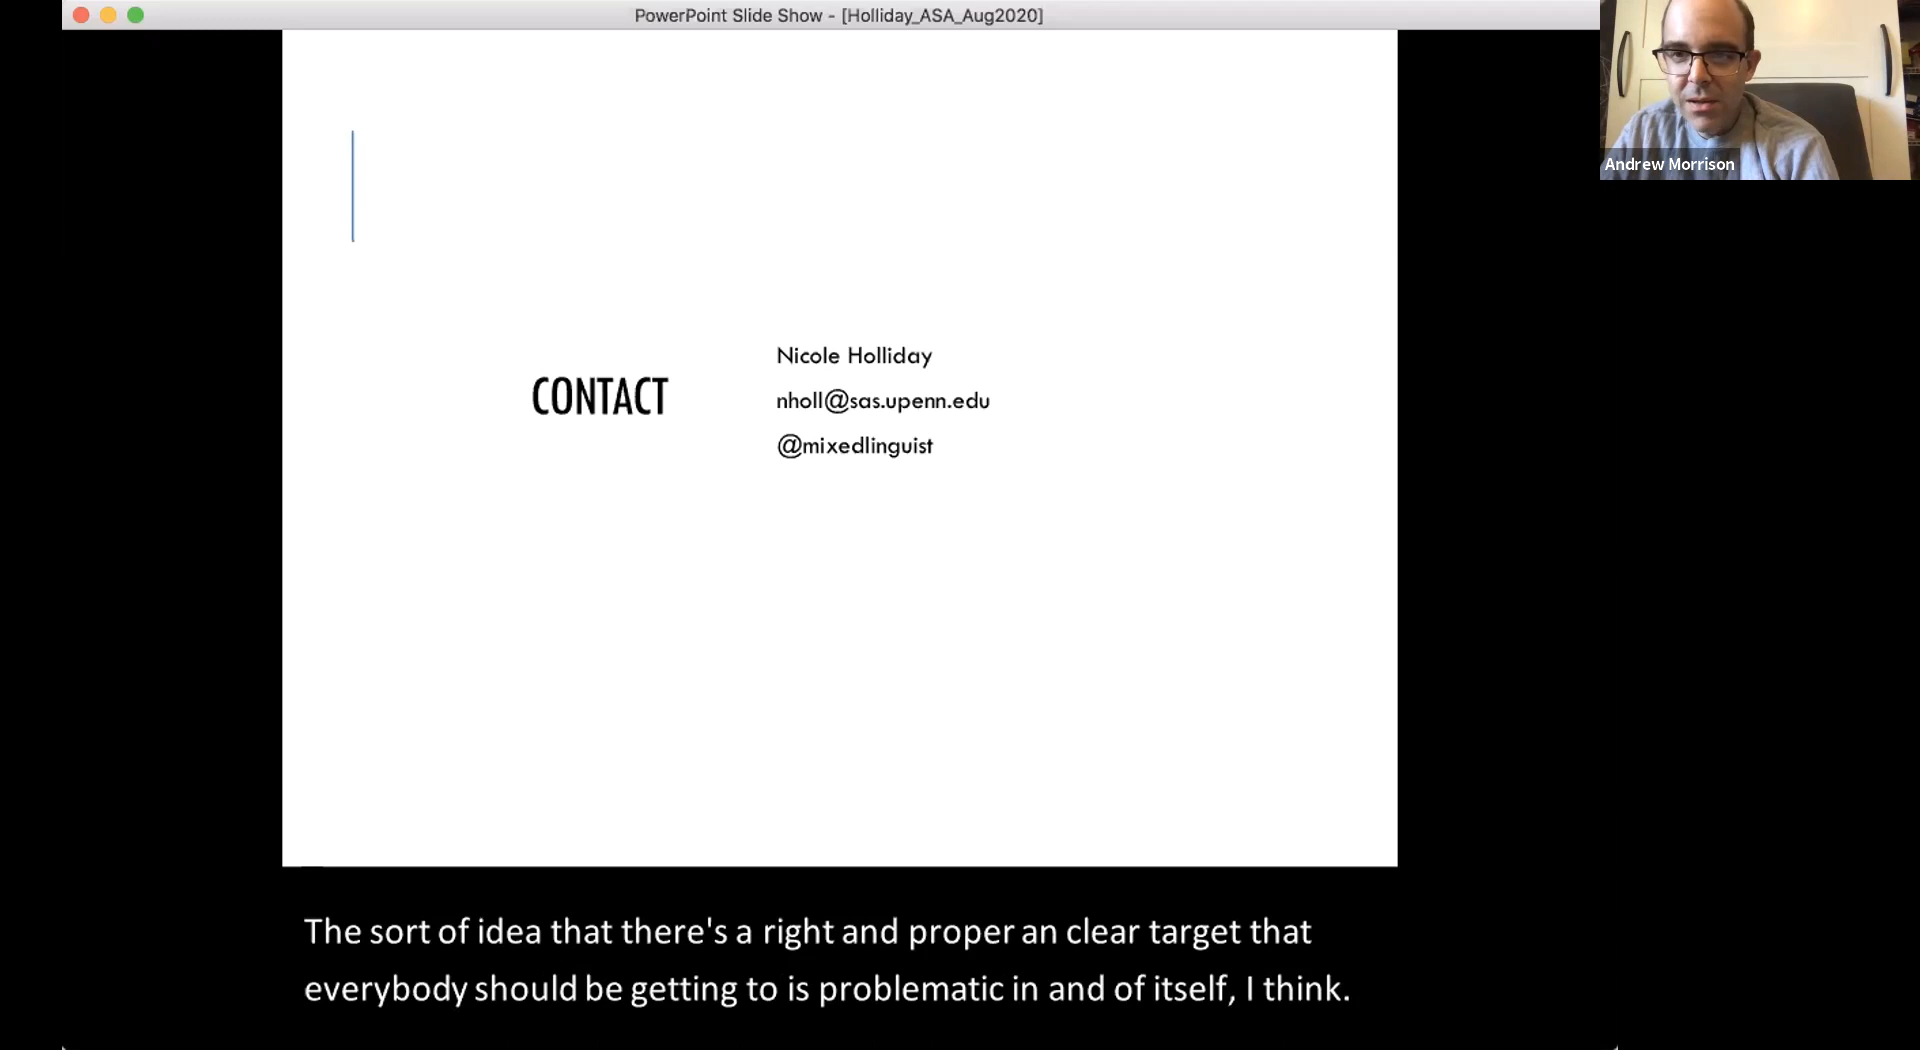 PowerPoint Slide Show - [Holliday_ASA_Aug2020]
Andrew Morrison
CONTACT
Nicole Holliday
nholl@sas.upenn.edu
@mixedlinguist
The sort of idea that there's a right and proper an clear target that
everybody should be getting to is problematic in and of itself, I think.